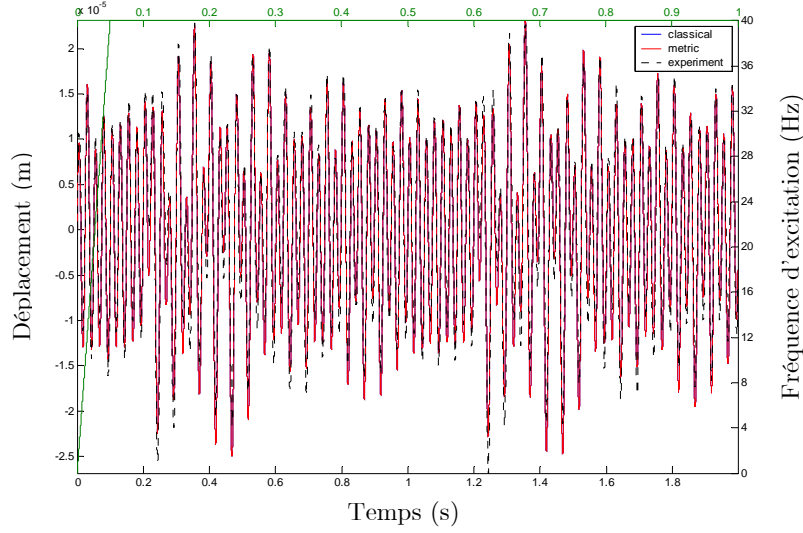 x 10^-5
0 0.1 0.2 0.3 0.4 0.5 0.6 0.7 0.8 0.9 1
classical
metric
experiment
2
1.5
1
0.5
0
-0.5
-1
-1.5
-2
-2.5
40
36
32
28
24
20
16
12
8
4
0
Déplacement (m)
Fréquence d'excitation (Hz)
0 0.2 0.4 0.6 0.8 1 1.2 1.4 1.6 1.8
Temps (s)